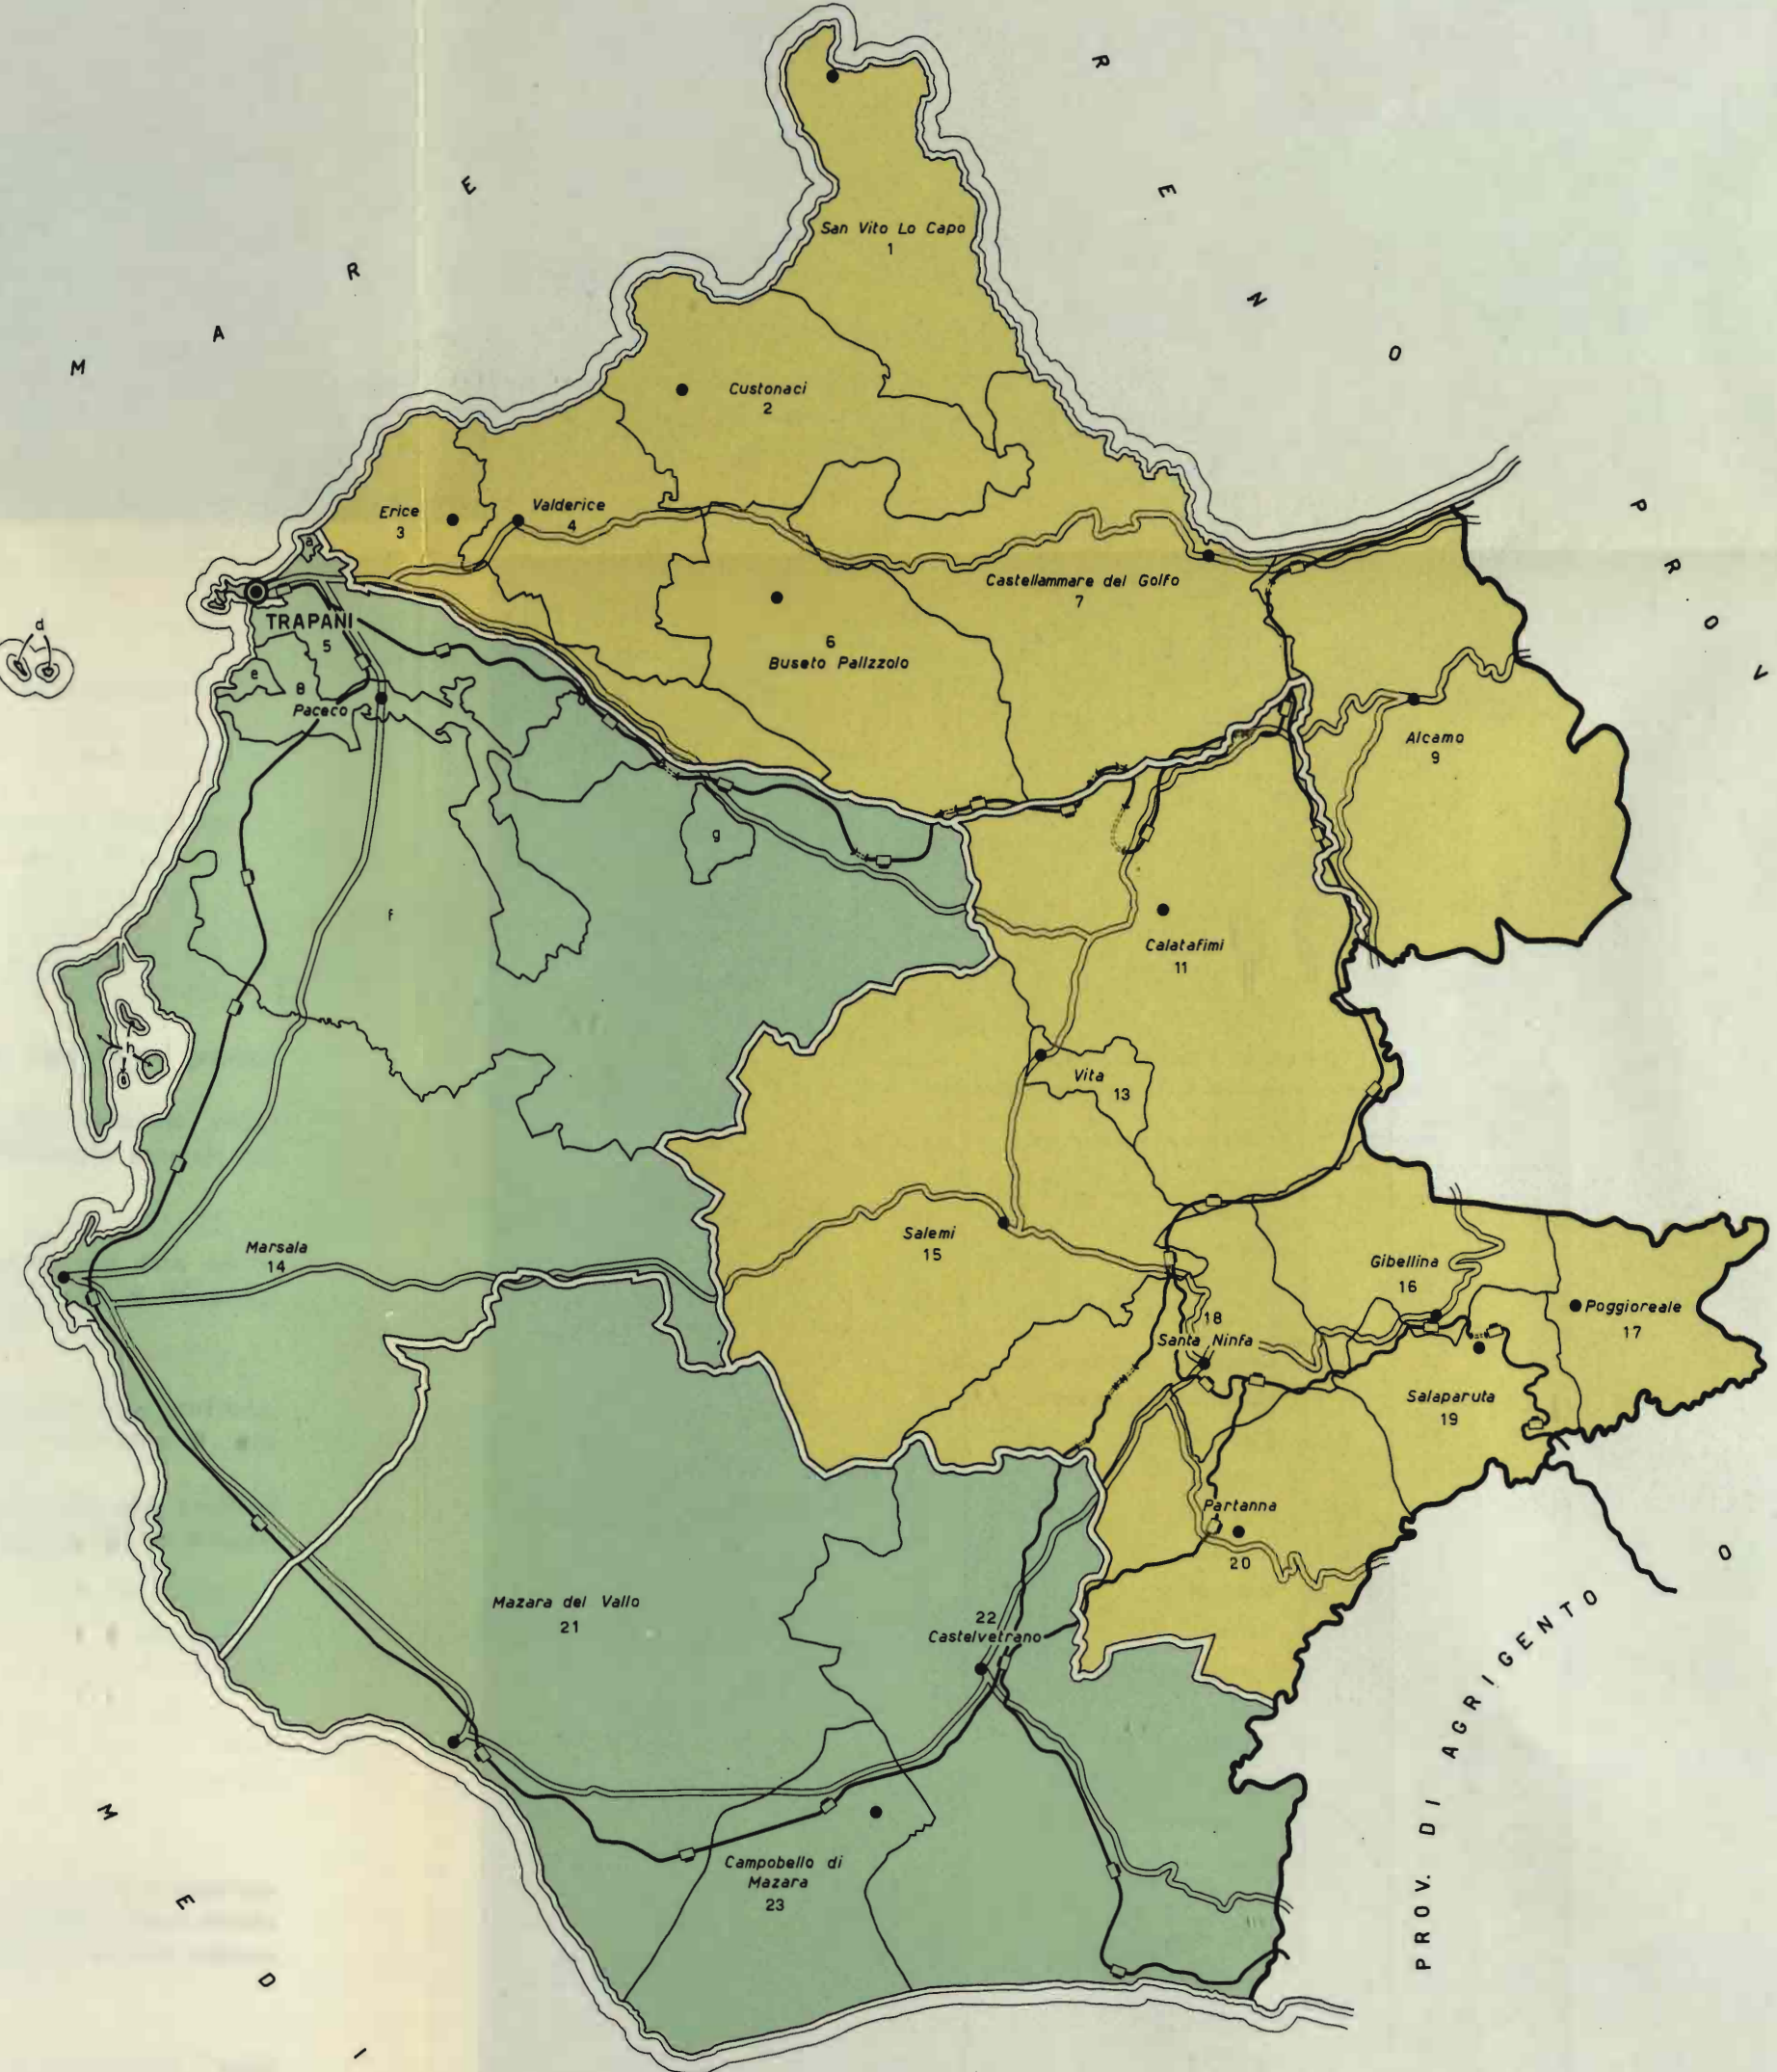 M A R E
R E N O
San Vito Lo Capo
1
Custonaci
2
Erice
3
Valderice
4
a
TRAPANI
5
d
e
8
Paceco
6
Buseto Palizzolo
Castellammare del Golfo
7
Alcamo
9
g
f
Calatafimi
11
h
Vita
13
Marsala
14
Salemi
15
Gibellina
16
Poggioreale
17
18
Santa Ninfa
Salaparuta
19
Partanna
20
Mazara del Vallo
21
22
Castelvetrano
Campobello di
Mazara
23
P R O V
O
PROV. DI AGRIGENTO
M E D I